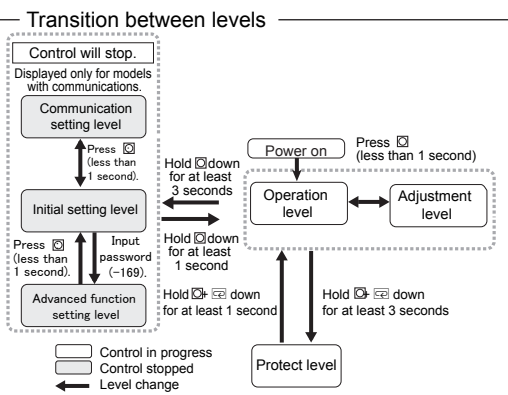 Transition between levels
Control will stop.
Displayed only for models
with communications.
Communication
setting level
Press
(less than
1 second).
Initial setting level
Press
(less than
1 second).
Input
password
(-169).
Advanced function
setting level
Hold down
for at least
3 seconds
Hold down
for at least
1 second
Power on
Press
(less than 1 second)
Operation
level
Adjustment
level
Hold + down
for at least 1 second
Hold + down
for at least 3 seconds
Protect level
Control in progress
Control stopped
Level change